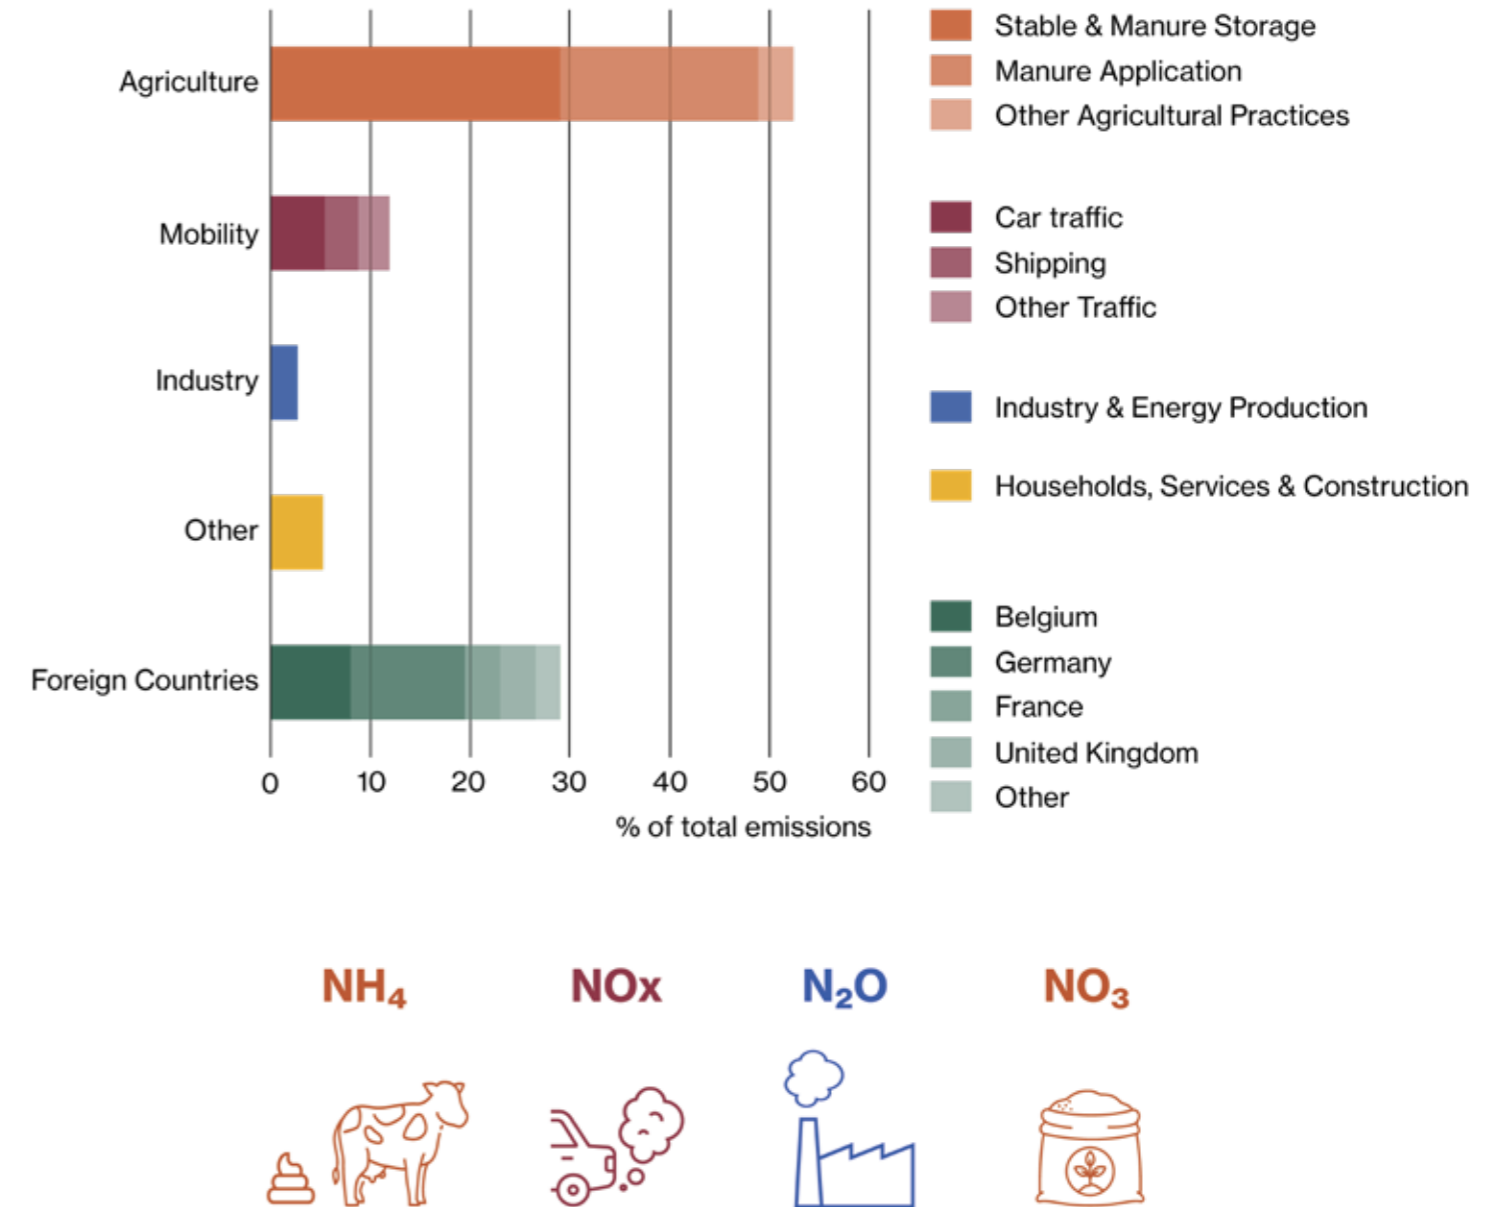 Agriculture
Mobility
Industry
Other
Foreign Countries
0 10 20 30 40 50 60
% of total emissions
Stable & Manure Storage
Manure Application
Other Agricultural Practices
Car traffic
Shipping
Other Traffic
Industry & Energy Production
Households, Services & Construction
Belgium
Germany
France
United Kingdom
Other
NH₄ NOx N₂O NO₃